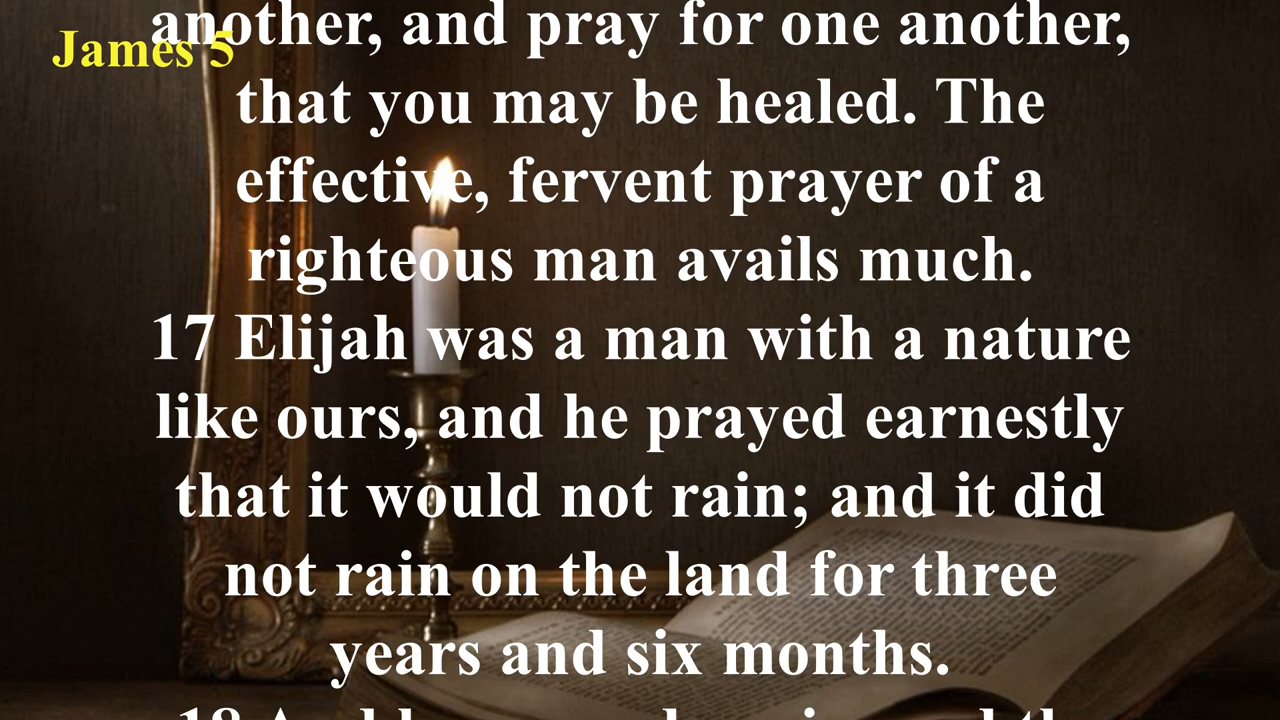 James 5
another, and pray for one another,
that you may be healed. The
effective, fervent prayer of a
righteous man avails much.
17 Elijah was a man with a nature
like ours, and he prayed earnestly
that it would not rain; and it did
not rain on the land for three
years and six months.